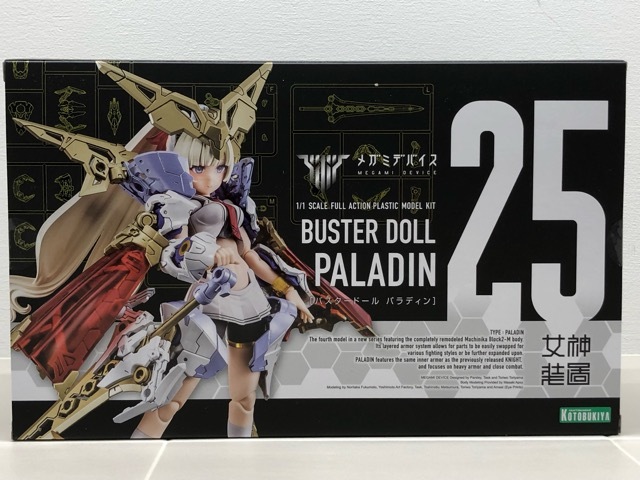 メガミデバイス
MEGAMI DEVICE
25
1/1 SCALE FULL ACTION PLASTIC MODEL KIT
BUSTER DOLL
PALADIN
[バスタードール パラディン]
TYPE : PALADIN
The fourth model in a new series featuring the completely remodeled Machinika Block2-M body.
Its layered armor system allows for parts to be easily swapped for
various fighting styles or be further expanded upon.
PALADIN features the same inner armor as the previously released KNIGHT,
and focuses on heavy armor and close combat.
女神
装置
KOTOBUKIYA